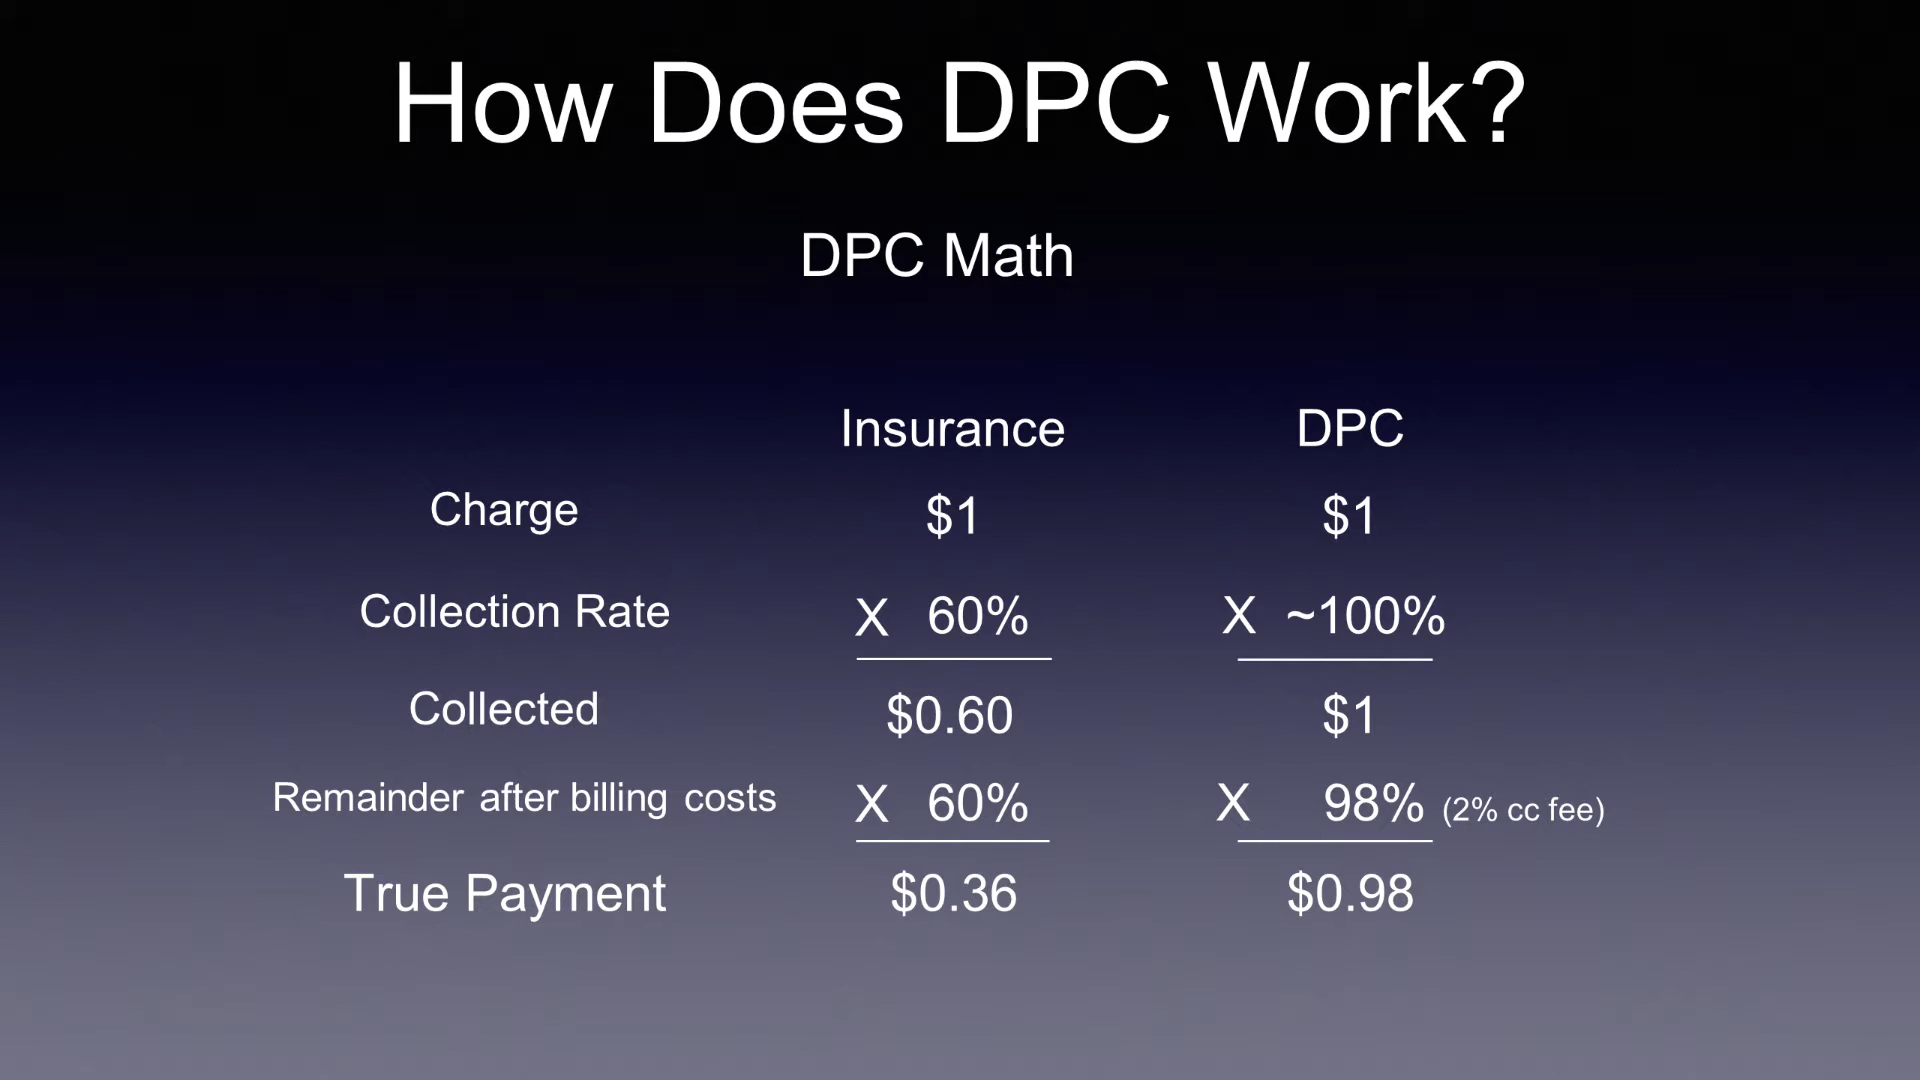 How Does DPC Work?
DPC Math
Insurance DPC
Charge $1 $1
Collection Rate X 60% X ~100%
Collected $0.60 $1
Remainder after billing costs X 60% X 98% (2% cc fee)
True Payment $0.36 $0.98